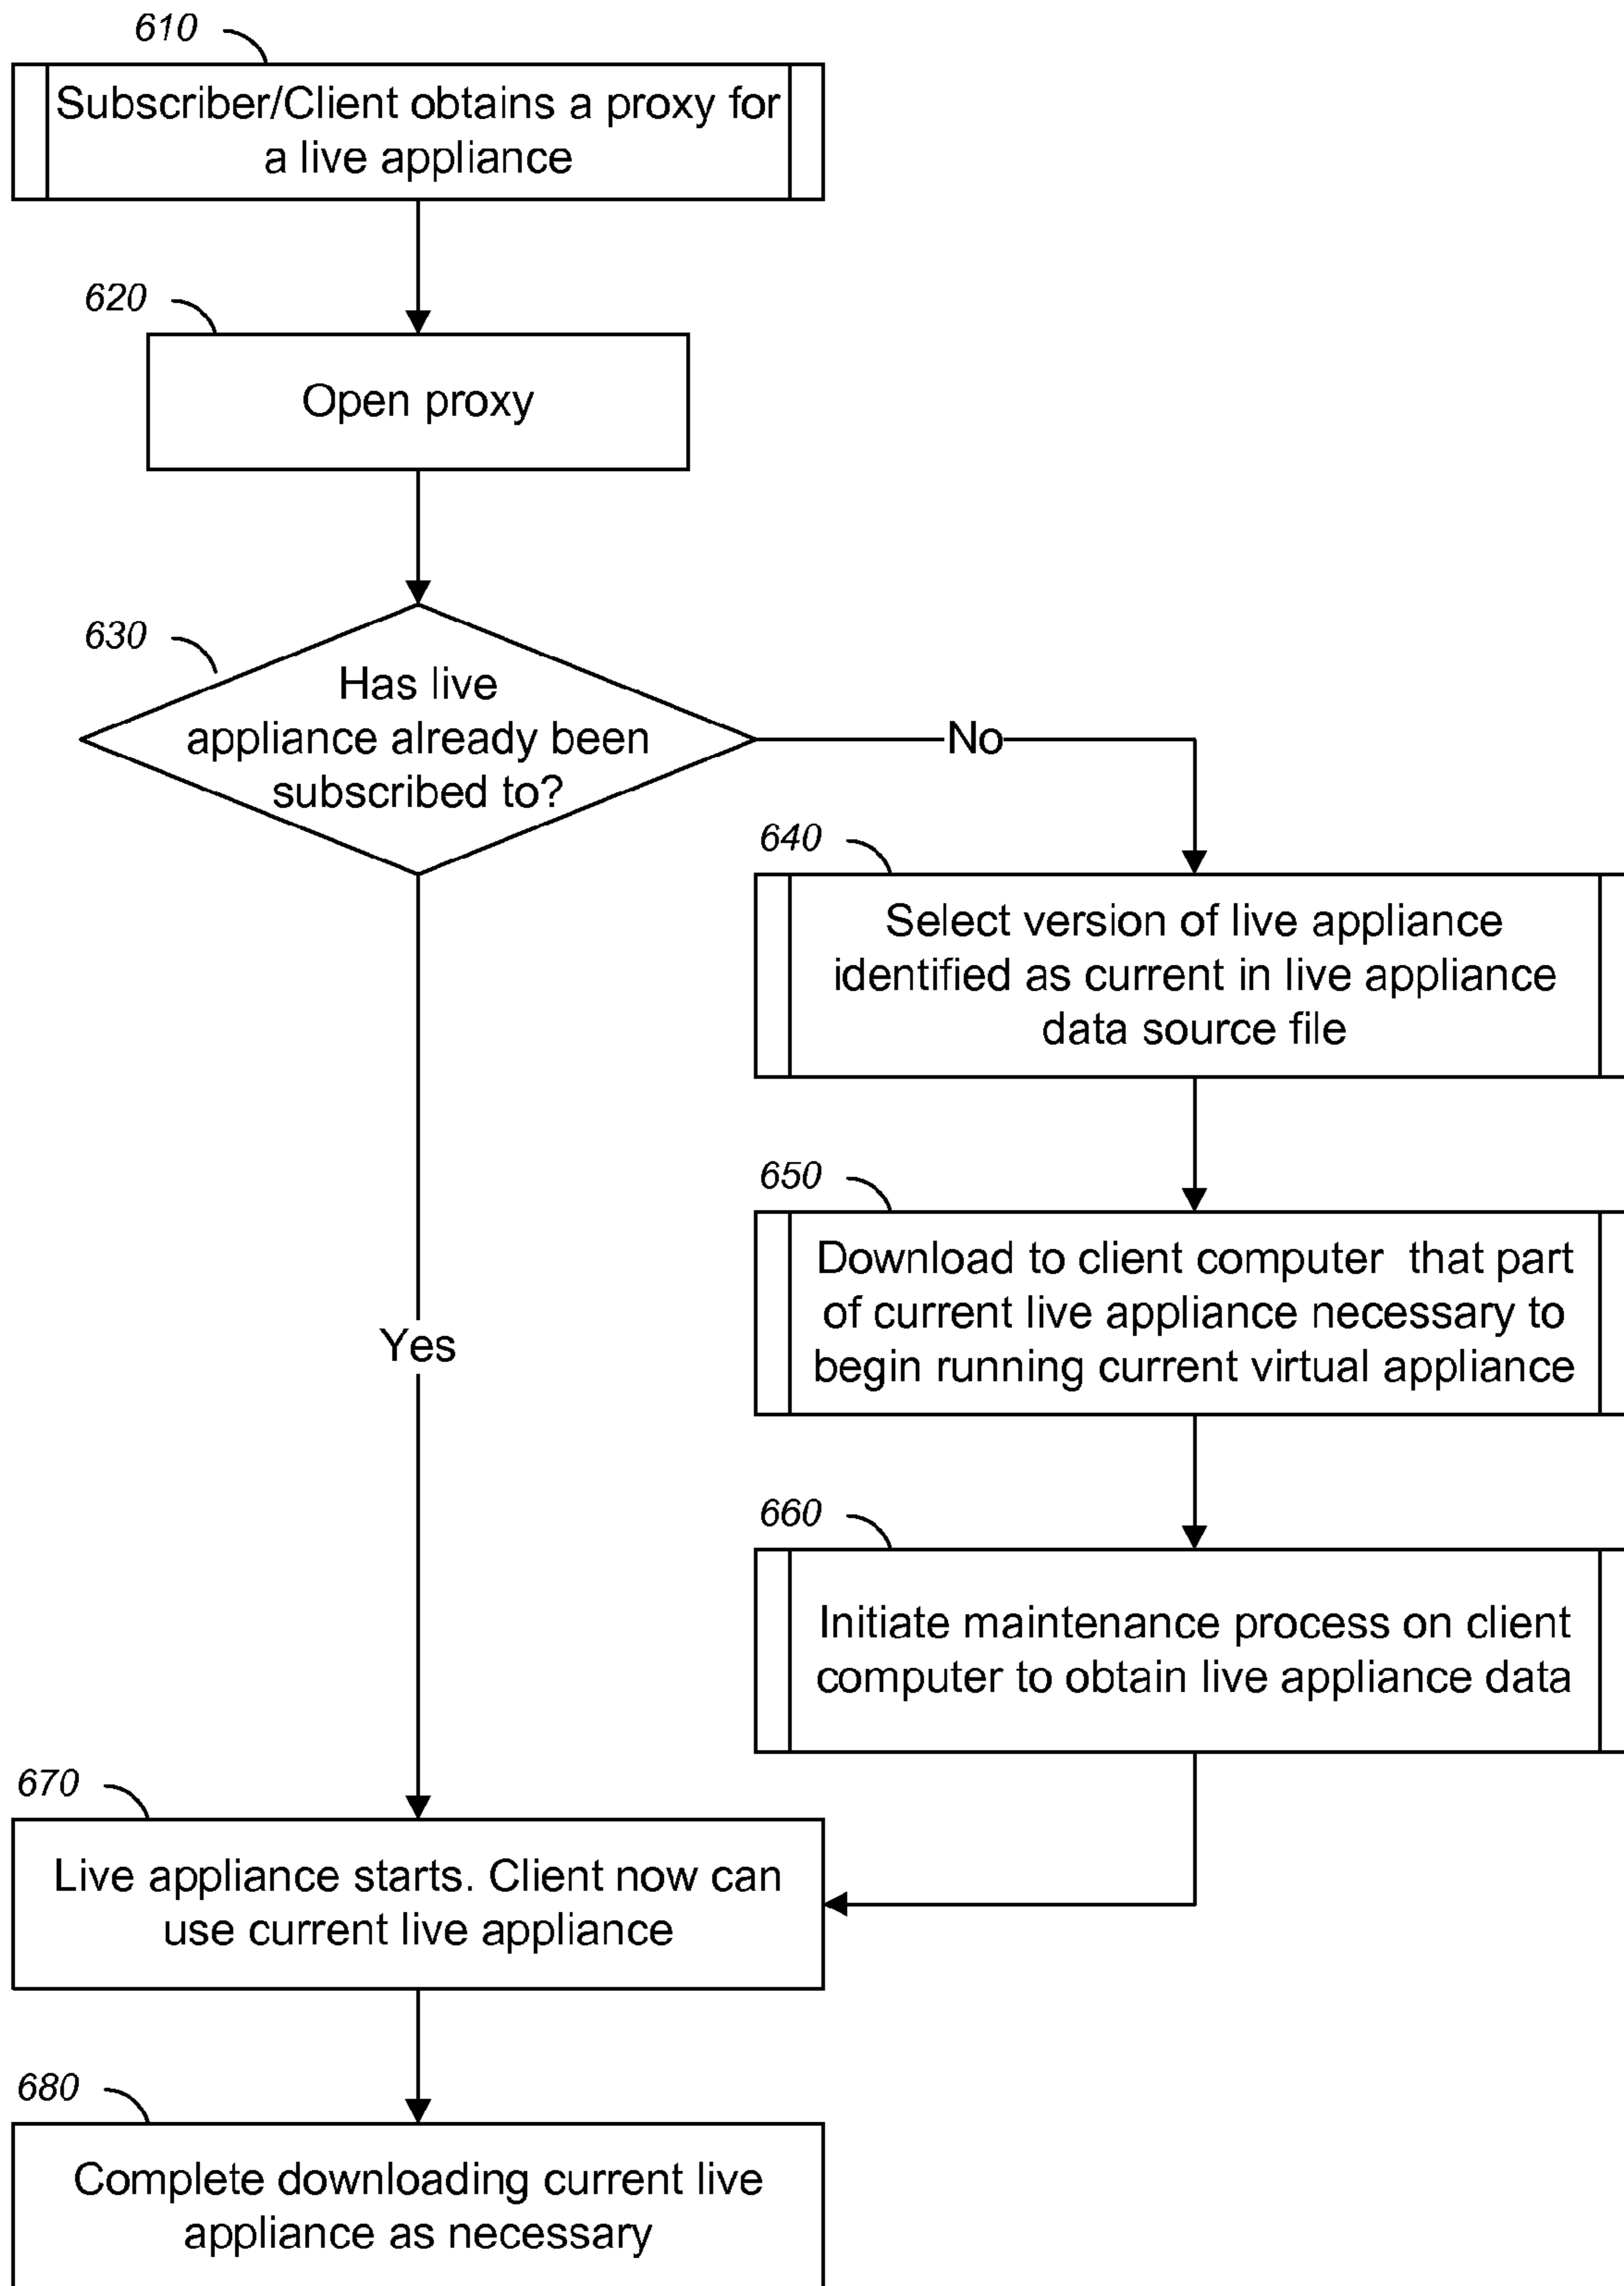 610
Subscriber/Client obtains a proxy for
a live appliance
620
Open proxy
630
Has live
appliance already been
subscribed to?
No
640
Select version of live appliance
identified as current in live appliance
data source file
650
Download to client computer that part
of current live appliance necessary to
begin running current virtual appliance
Yes
660
Initiate maintenance process on client
computer to obtain live appliance data
670
Live appliance starts. Client now can
use current live appliance
680
Complete downloading current live
appliance as necessary